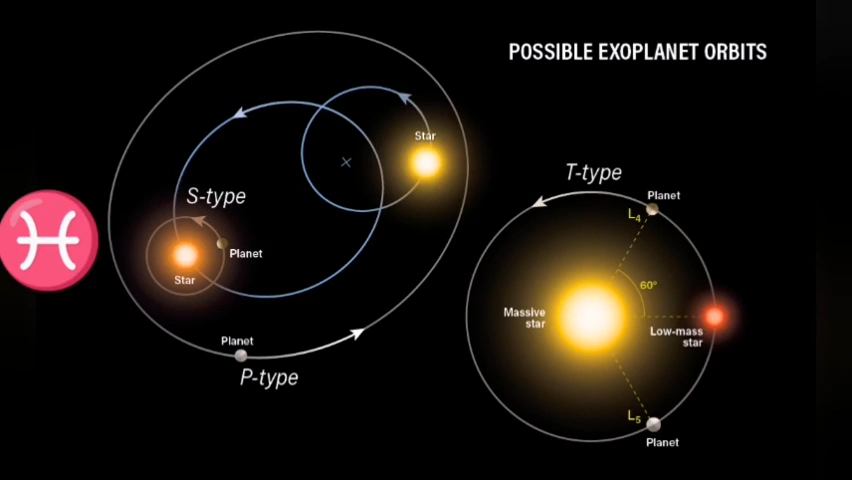 POSSIBLE EXOPLANET ORBITS
Star
S-type
Planet
Star
Planet
P-type
T-type
Planet
L4
60°
Massive
star
Low-mass
star
L5
Planet